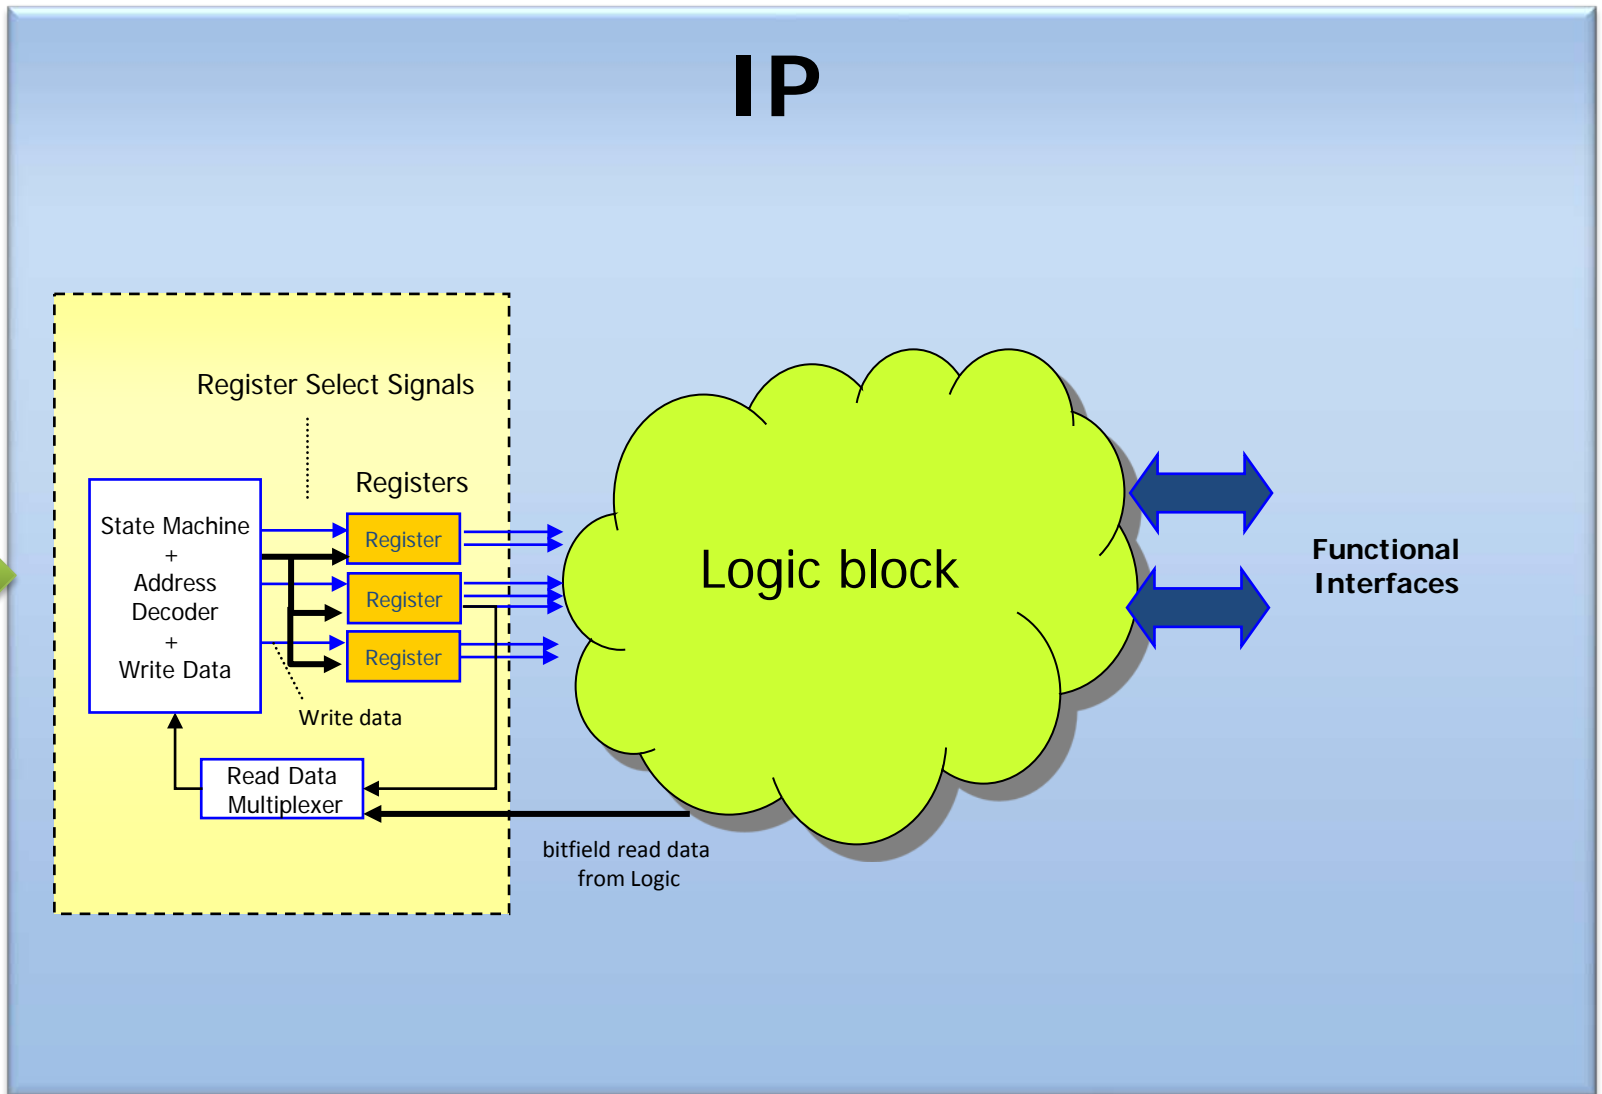 IP
Register Select Signals
Registers
State Machine
+
Address
Decoder
+
Write Data
Register
Register
Register
Write data
Read Data
Multiplexer
bitfield read data
from Logic
Logic block
Functional
Interfaces